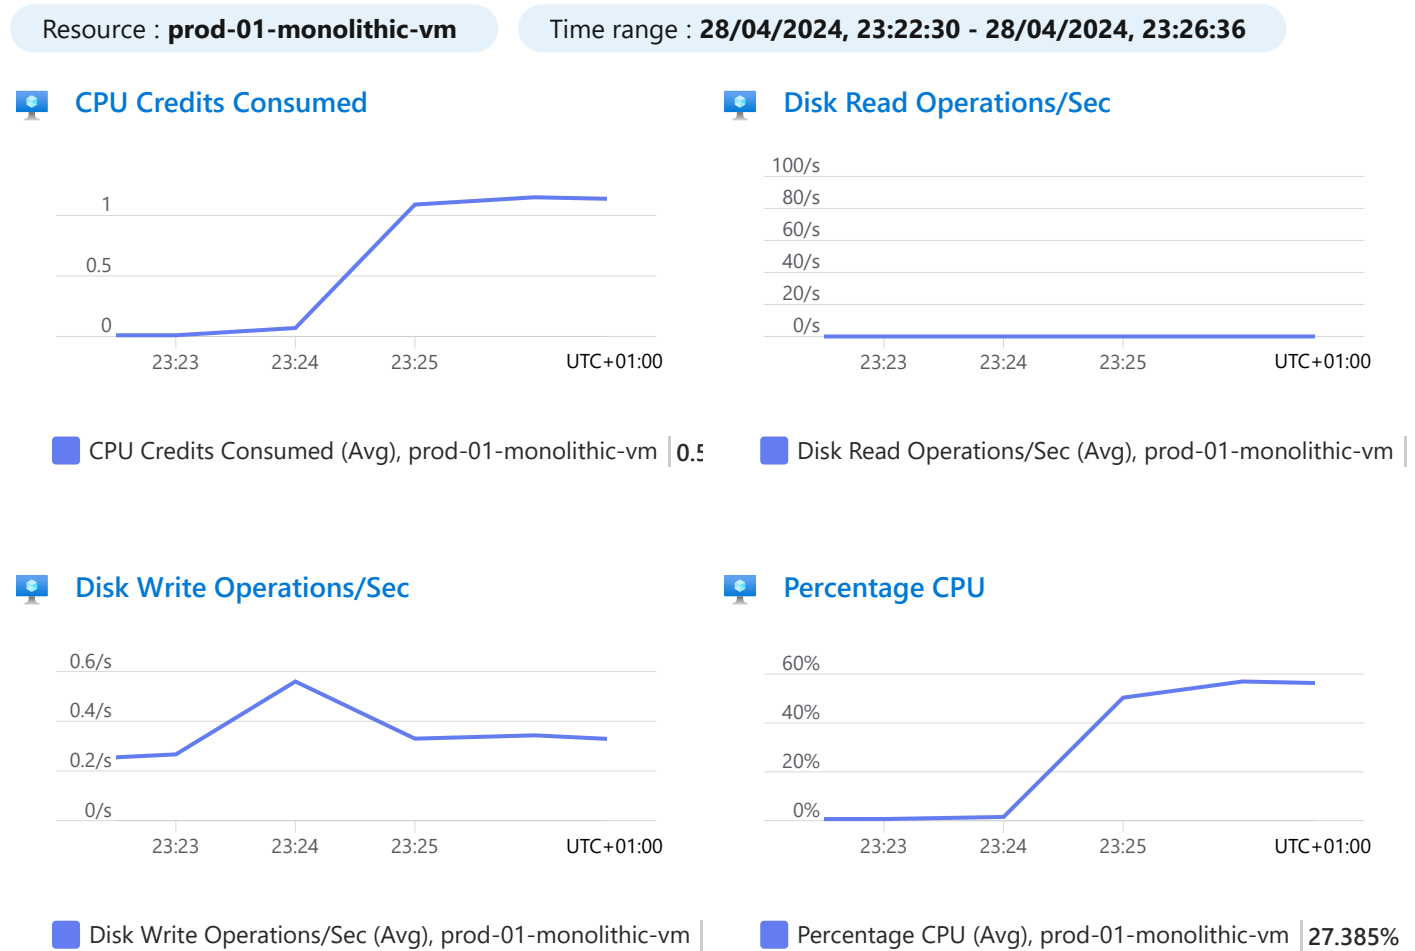 Resource : prod-01-monolithic-vm
Time range : 28/04/2024, 23:22:30 - 28/04/2024, 23:26:36
CPU Credits Consumed
1
0.5
0
23:23 23:24 23:25 UTC+01:00
CPU Credits Consumed (Avg), prod-01-monolithic-vm
Disk Read Operations/Sec
100/s
80/s
60/s
40/s
20/s
0/s
23:23 23:24 23:25 UTC+01:00
Disk Read Operations/Sec (Avg), prod-01-monolithic-vm
Disk Write Operations/Sec
0.6/s
0.4/s
0.2/s
0/s
23:23 23:24 23:25 UTC+01:00
Disk Write Operations/Sec (Avg), prod-01-monolithic-vm
Percentage CPU
60%
40%
20%
0%
23:23 23:24 23:25 UTC+01:00
Percentage CPU (Avg), prod-01-monolithic-vm 27.385%